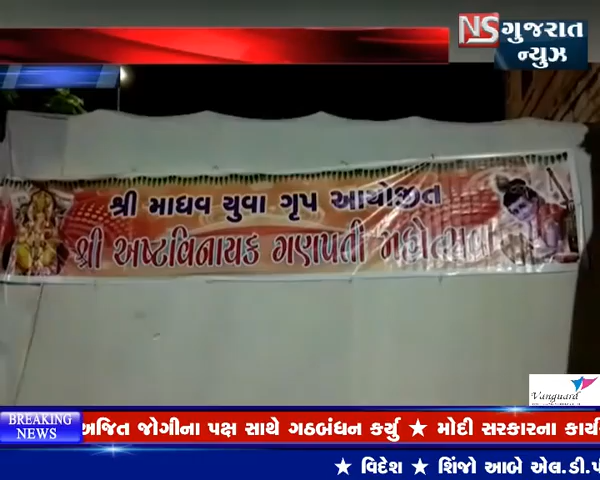 NS ગુજરાત
ન્યુઝ
શ્રી માધવ યુવા ગૃપ આયોજીત
શ્રી અષ્ટવિનાયક ગણપતી મહોત્સવ
Vanguard
BREAKING
NEWS
અજિત જોગીના પક્ષ સાથે ગઠબંધન કર્યુ ★ મોદી સરકારના કાર્ય
★ વિદેશ ★ શિંજો આબે એલ.ડી.પ